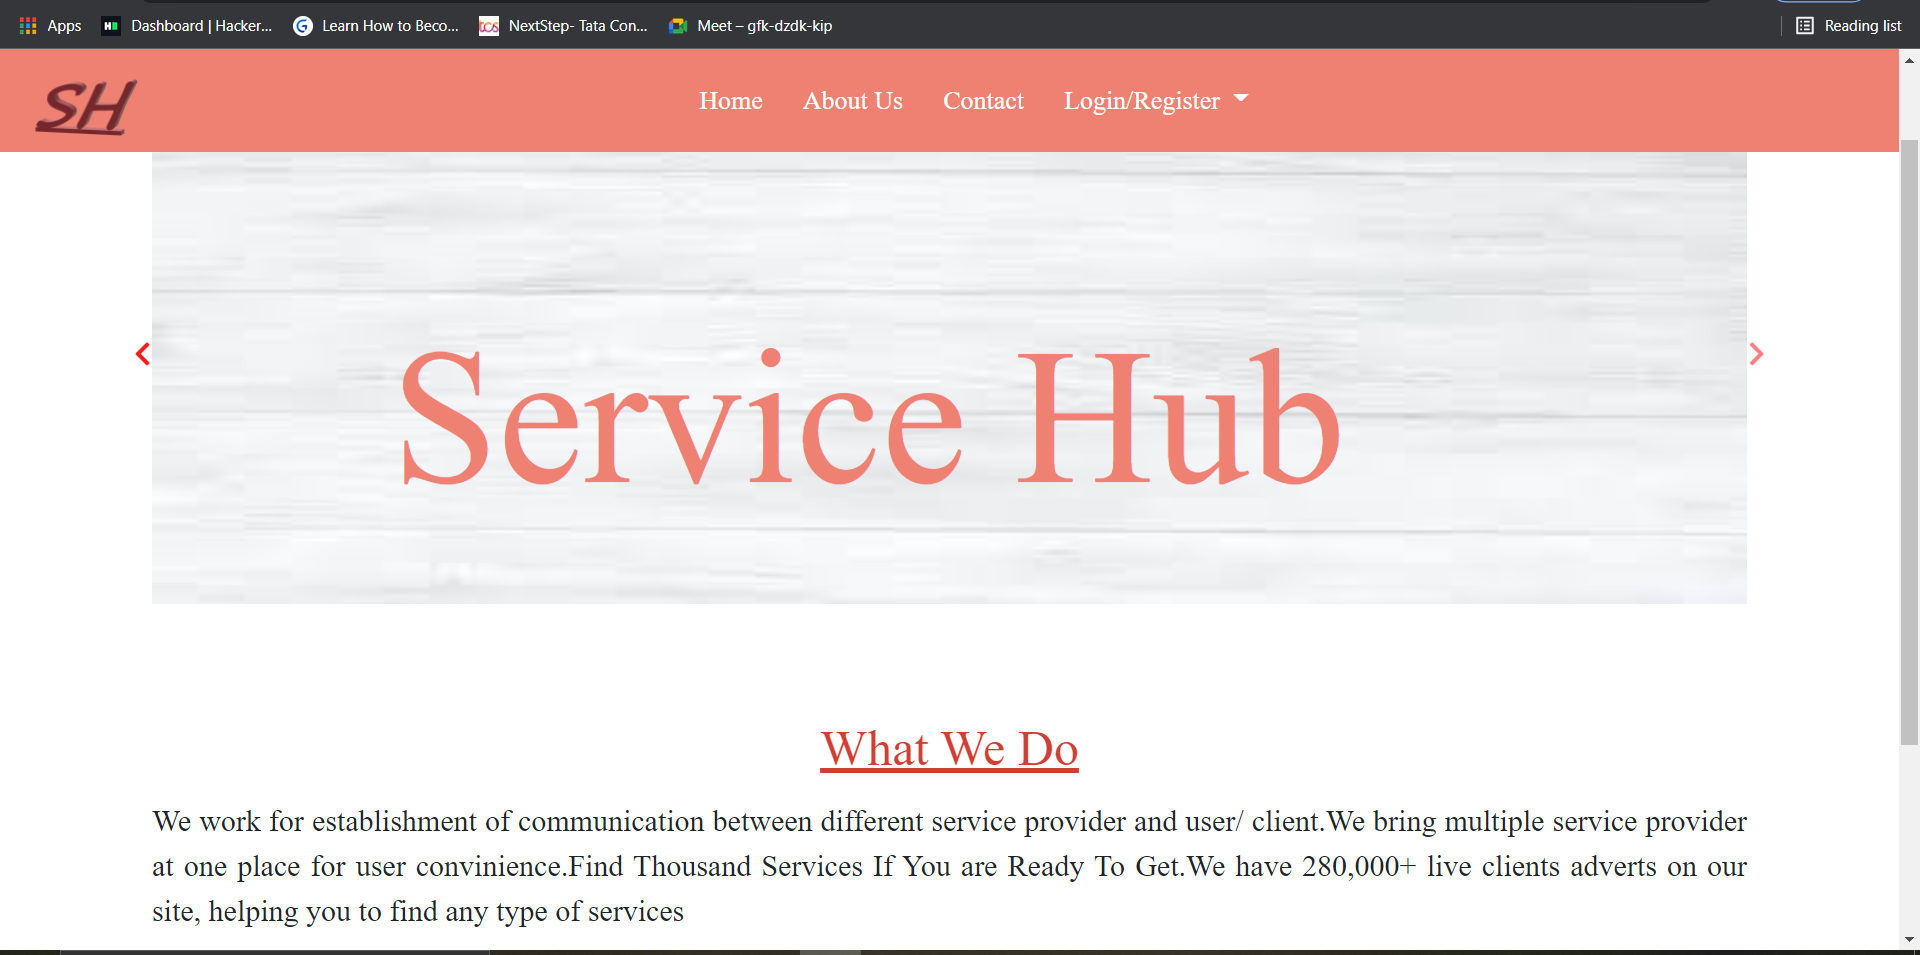 Apps Dashboard | Hacker... Learn How to Beco... NextStep- Tata Con... Meet – gfk-dzdk-kip Reading list
SH Home About Us Contact Login/Register
Service Hub
What We Do
We work for establishment of communication between different service provider and user/ client.We bring multiple service provider
at one place for user convinience.Find Thousand Services If You are Ready To Get.We have 280,000+ live clients adverts on our
site, helping you to find any type of services